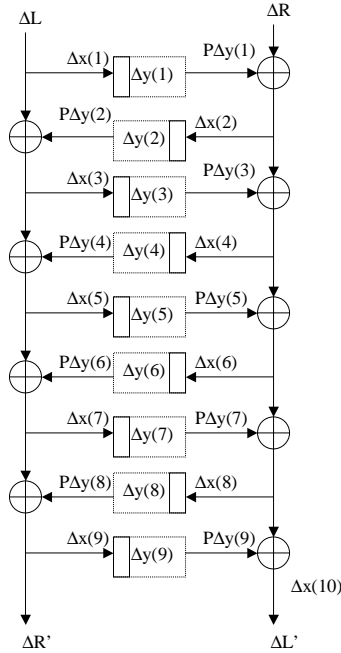 ΔL ΔR
Δx(1) Δy(1) PΔy(1)
PΔy(2) Δy(2) Δx(2)
Δx(3) Δy(3) PΔy(3)
PΔy(4) Δy(4) Δx(4)
Δx(5) Δy(5) PΔy(5)
PΔy(6) Δy(6) Δx(6)
Δx(7) Δy(7) PΔy(7)
PΔy(8) Δy(8) Δx(8)
Δx(9) Δy(9) PΔy(9)
Δx(10)
ΔR’ ΔL’